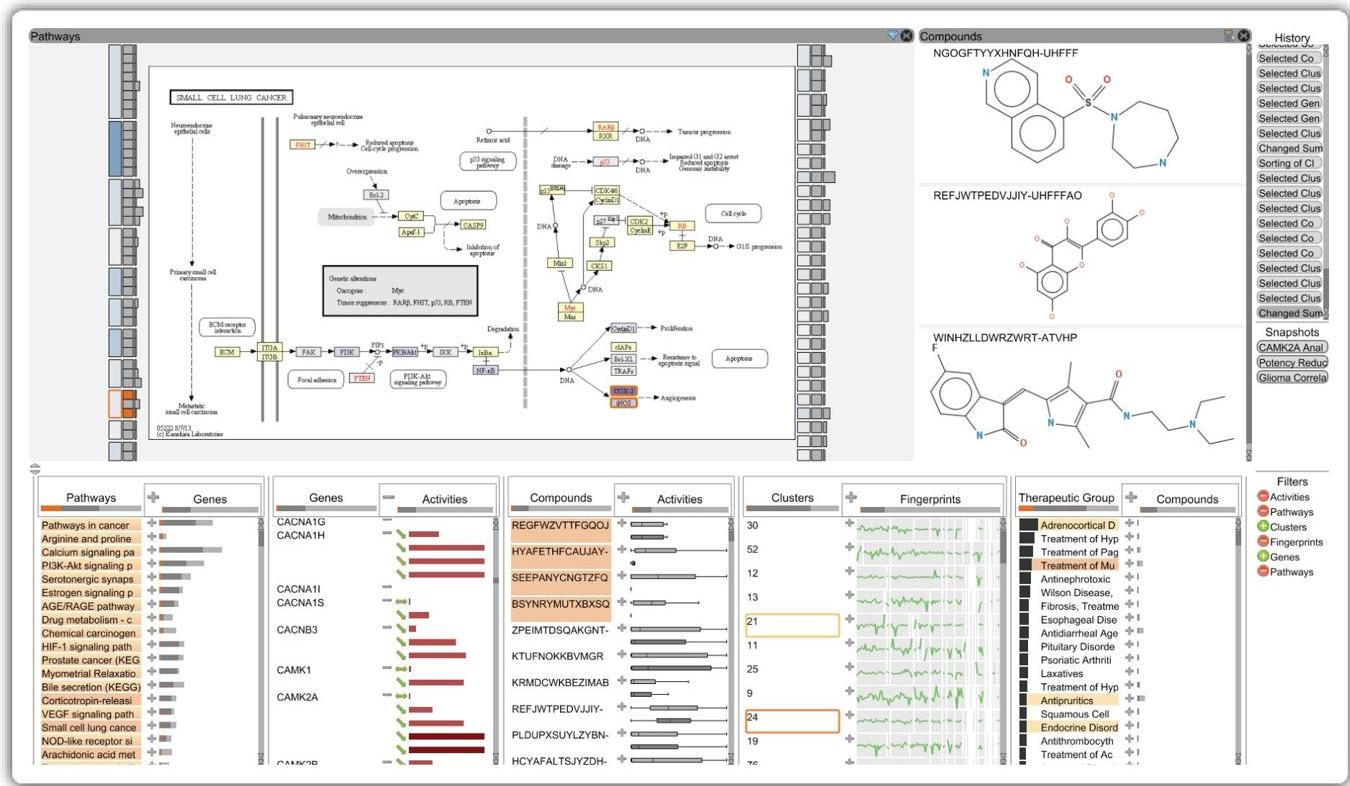 Pathways
Compounds
History
Selected Co
Selected Clus
Selected Clus
Selected Gen
Selected Gen
Selected Clus
Changed Sum
Sorting of Cl
Selected Clus
Selected Clus
Selected Clus
Selected Co
Selected Co
Selected Co
Selected Clus
Selected Clus
Selected Clus
Changed Sum
Snapshots
CAMK2A Anal
Potency Reduc
Glioma Correla
SMALL CELL LUNG CANCER
Neuroendocrine
epithelial cells
Pulmonary neuroendocrine
epithelial cell
FHIT
Reduced apoptosis
Cell-cycle progression
Retinoic acid
RARβ
RXR
DNA
Tumour progression
p53 signaling
pathway
DNA
damage
p53
DNA
Impaired G1 and G2 arrest
Reduced apoptosis
Genomic instability
Overexpression
Bcl-2
Mitochondrion
CytC
Apaf-1
CASP9
Apoptosis
Inhibition of
apoptosis
CDK4/6
CyclinD1
p27
CDK2
CyclinE
+p
+p
RB
E2F
Cell cycle
DNA
G1/S progression
DNA
Skp2
Miz1
CKS1
DNA
Myc
Max
Primary small cell
carcinoma
Genetic alterations
Oncogene : Myc
Tumor suppressors : RARβ, FHIT, p53, RB, PTEN
ECM-receptor
interaction
ECM
ITGA
ITGB
FAK
PI3K
PIP3
PKB/Akt
+p
IKK
+p
IκBα
NF-κB
Degradation
PTEN
-p
Focal adhesion
PI3K-Akt
signaling pathway
DNA
CyclinD1
Proliferation
cIAPs
Bcl-XL
TRAFs
Resistance to
apoptosis signal
Apoptosis
COX-2
iNOS
Angiogenesis
Metastatic
small cell carcinoma
05222 8/7/13
(c) Kanehisa Laboratories
NGOGFTYYXHNFQH-UHFFF
N
O
O
S
N
N
REFJWTPEDVJJIY-UHFFFAO
O
O
O
O
O
O
O
WINHZLLDWRZWRT-ATVHP
F
N
O
N
O
N
N
Pathways
Genes
Pathways in cancer
Arginine and proline
Calcium signaling pa
PI3K-Akt signaling p
Serotonergic synaps
Estrogen signaling p
AGE/RAGE pathway
Drug metabolism - c
Chemical carcinogen
HIF-1 signaling path
Prostate cancer (KEG
Myometrial Relaxatio
Bile secretion (KEGG)
Corticotropin-releasi
VEGF signaling path
Small cell lung cance
NOD-like receptor si
Arachidonic acid met
Genes
Activities
CACNA1G
CACNA1H
CACNA1I
CACNA1S
CACNB3
CAMK1
CAMK2A
CAMK2B
Compounds
Activities
REGFWZVTTFGQOJ
HYAFETHFCAUJAY-
SEEPANYCNGTZFQ
BSYNRYMUTXBXSQ
ZPEIMTDSQAKGNT-
KTUFNOKKBVMGR
KRMDCWKBEZIMAB
REFJWTPEDVJJIY-
PLDUPXSUYLZYBN-
HCYAFALTSJYZDH-
Clusters
Fingerprints
30
52
12
13
21
11
25
9
24
19
76
Therapeutic Group
Compounds
Adrenocortical D
Treatment of Hyp
Treatment of Pag
Treatment of Mu
Antinephrotoxic
Wilson Disease,
Fibrosis, Treatme
Esophageal Dise
Antidiarrheal Age
Pituitary Disorde
Psoriatic Arthriti
Laxatives
Treatment of Hyp
Antipruritics
Squamous Cell
Endocrine Disord
Antithrombocyth
Treatment of Ac
Filters
Activities
Pathways
Clusters
Fingerprints
Genes
Pathways